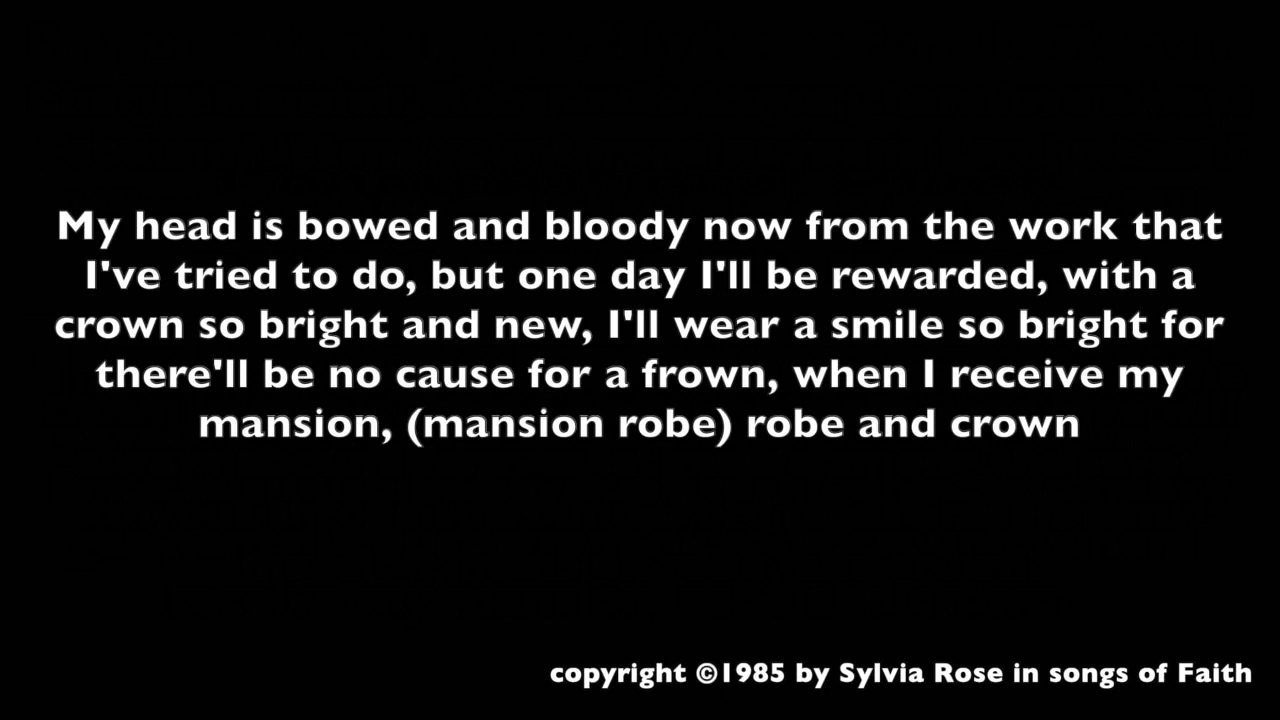 My head is bowed and bloody now from the work that
I've tried to do, but one day I'll be rewarded, with a
crown so bright and new, I'll wear a smile so bright for
there'll be no cause for a frown, when I receive my
mansion, (mansion robe) robe and crown
copyright ©1985 by Sylvia Rose in songs of Faith